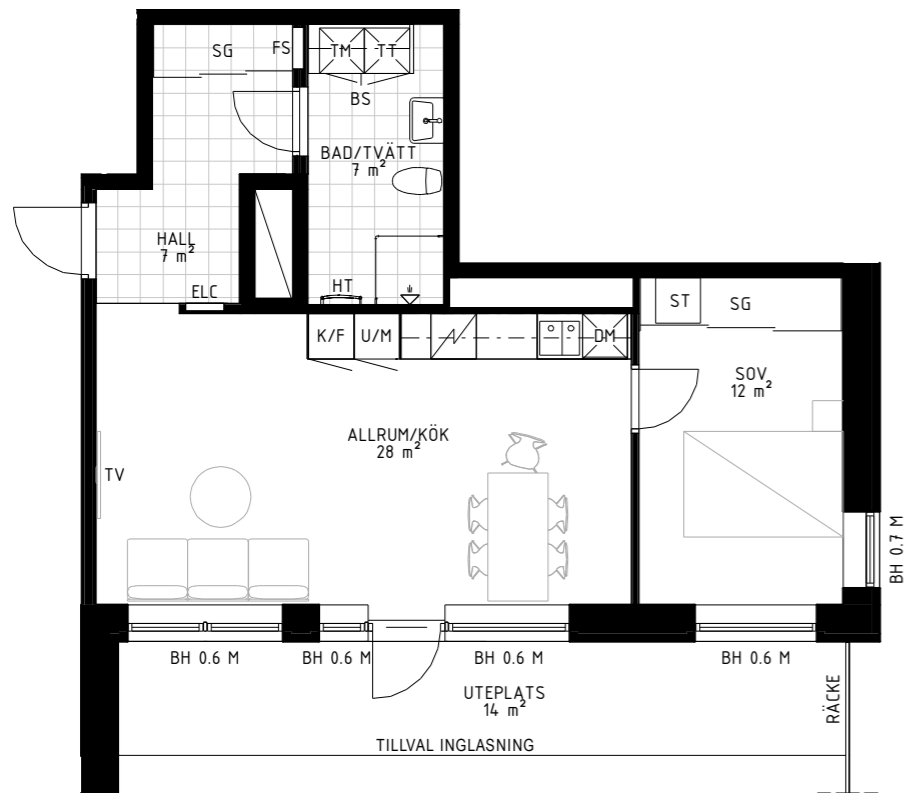 SG
FS
TM
TT
BS
BAD/TVÄTT
7 m²
HALL
7 m²
ELC
HT
K/F
U/M
DM
ST
SG
SOV
12 m²
ALLRUM/KÖK
28 m²
TV
BH 0.7 M
BH 0.6 M
BH 0.6 M
BH 0.6 M
BH 0.6 M
UTEPLATS
14 m²
RÄCKE
TILLVAL INGLASNING